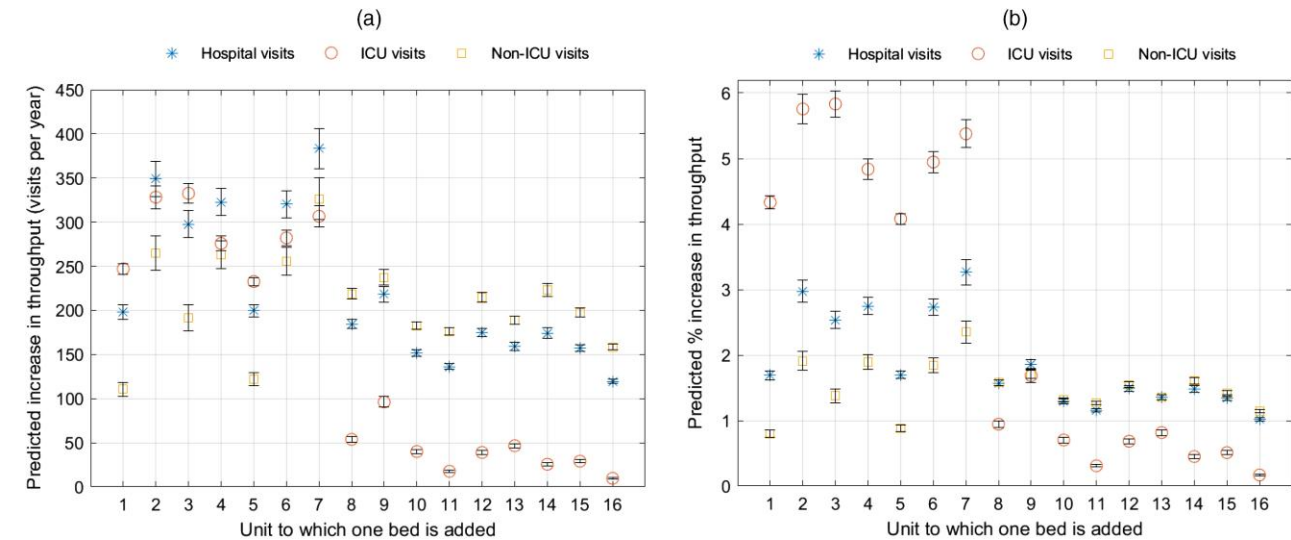 (a)
Hospital visits ICU visits Non-ICU visits
Predicted increase in throughput (visits per year)
450
400
350
300
250
200
150
100
50
0
1 2 3 4 5 6 7 8 9 10 11 12 13 14 15 16
Unit to which one bed is added
(b)
Hospital visits ICU visits Non-ICU visits
Predicted % increase in throughput
6
5
4
3
2
1
0
1 2 3 4 5 6 7 8 9 10 11 12 13 14 15 16
Unit to which one bed is added